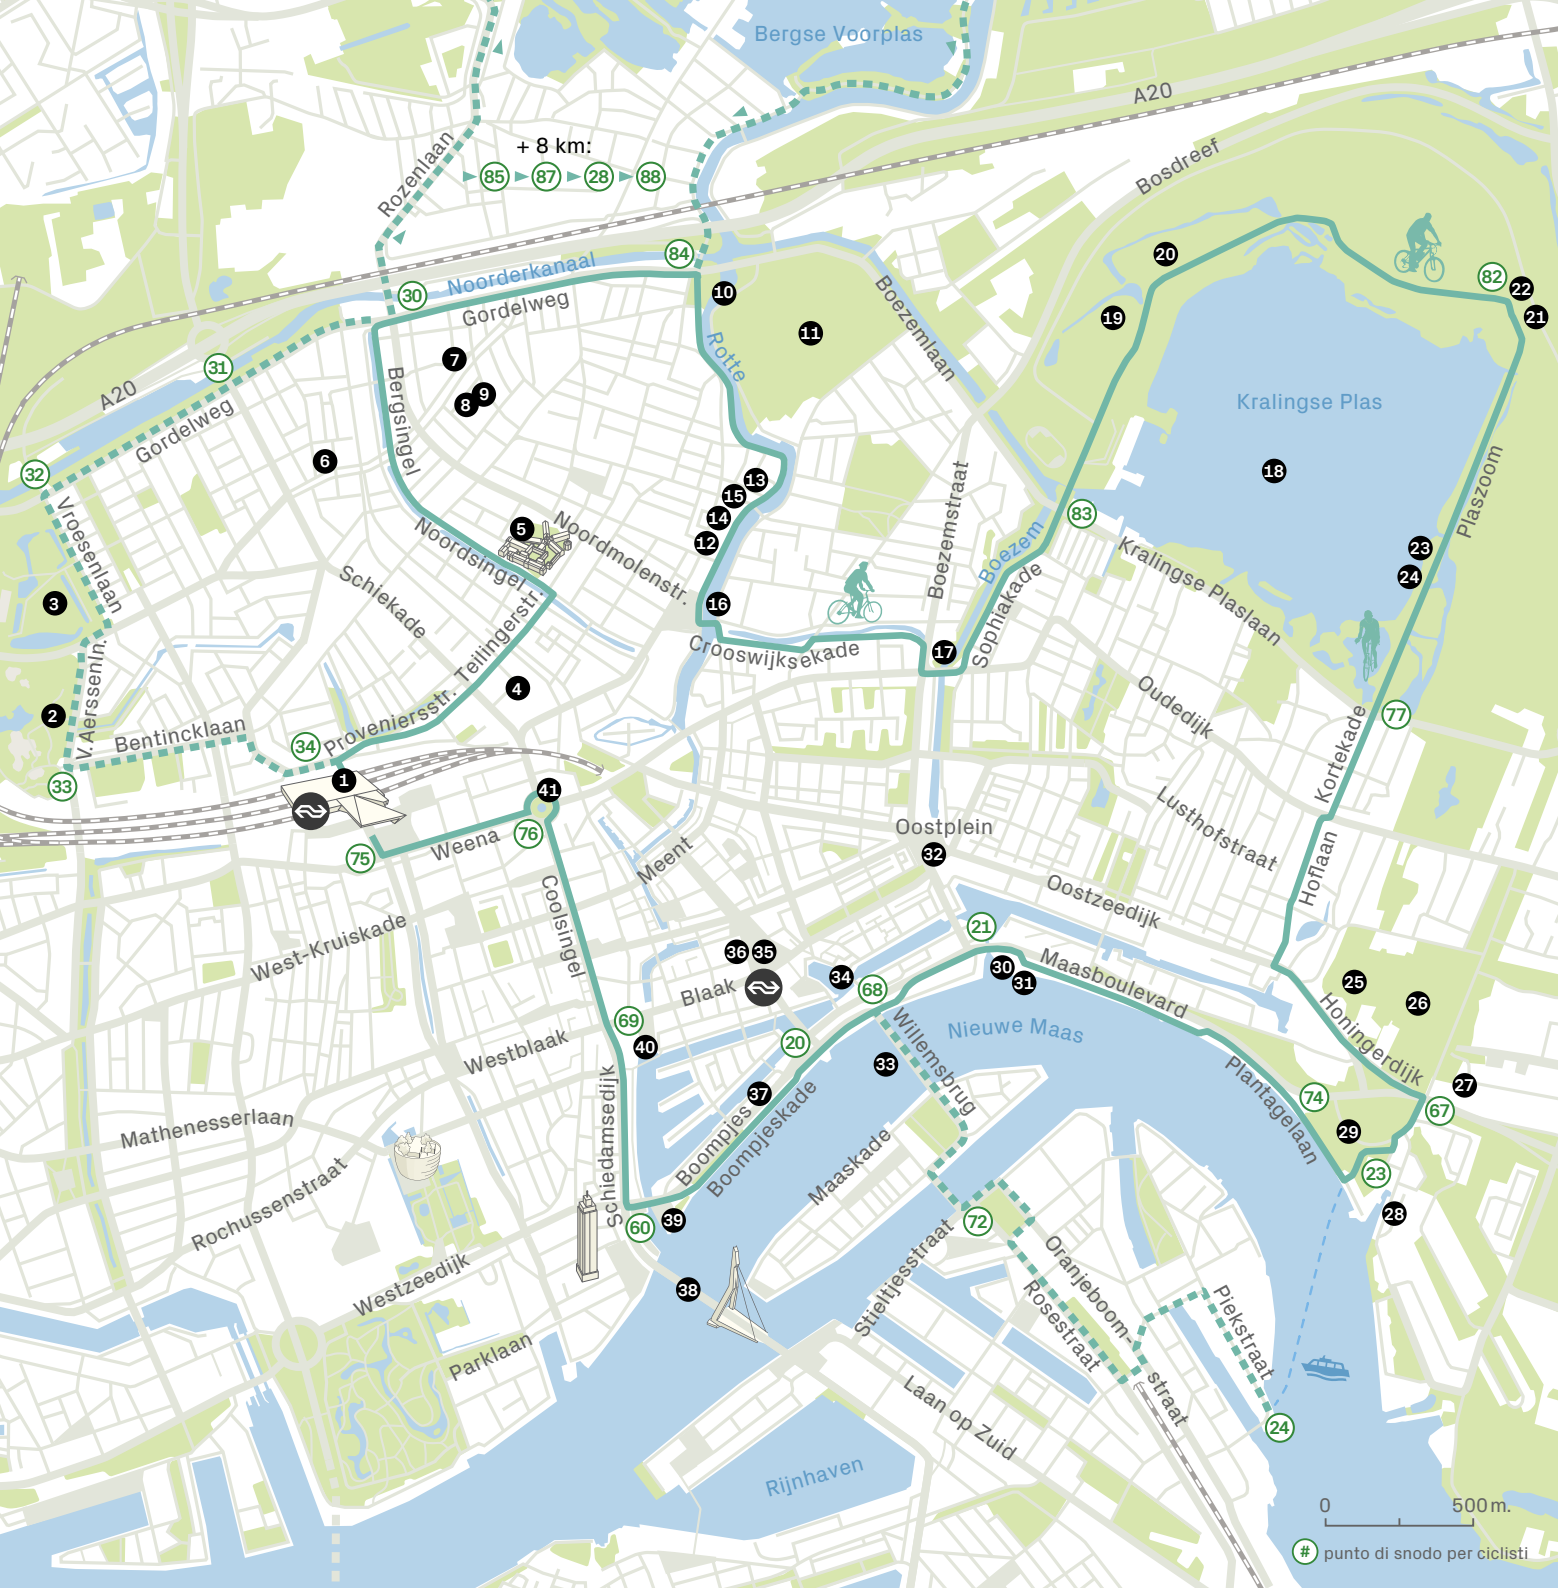 Bergse Voorplas
A20
+ 8 km:
85
87
28
88
Rozenlaan
Bosdreef
84
20
82
22
21
30
Noorderkanaal
Gordelweg
10
11
Boezemlaan
19
31
Rotte
7
9
8
A20
Gordelweg
Bergsingel
Kralingse Plas
6
32
18
Plaszoom
Vroesenlaan
13
15
14
12
Boezemstraat
83
5
Noordmolenstr.
Noordsingel
Boezem
Kralingse Plaslaan
23
24
3
Schiekade
16
Sophiakade
Crooswijksekade
17
V. Aerssenln.
Teilingerstr.
4
Oudedijk
77
2
Bentincklaan
34
Proveniersstr.
Kortekade
33
1
41
76
Weena
75
Meent
Oostplein
32
Lusthofstraat
Hoflaan
Coolsingel
Oostzeedijk
West-Kruiskade
21
36
35
34
30
31
Maasboulevard
25
26
Blaak
68
Honingerdijk
69
40
20
Willemsbrug
Nieuwe Maas
Westblaak
33
Plantagelaan
74
27
67
37
Schiedamsedijk
Boompjes
Boompjeskade
Mathenesserlaan
29
Maaskade
23
Rochussenstraat
60
39
72
28
Westzeedijk
38
Stieltjesstraat
Oranjeboom-
straat
Rosestraat
Piekstraat
Parklaan
Laan op Zuid
24
Rijnhaven
0
500 m.
# punto di snodo per ciclisti